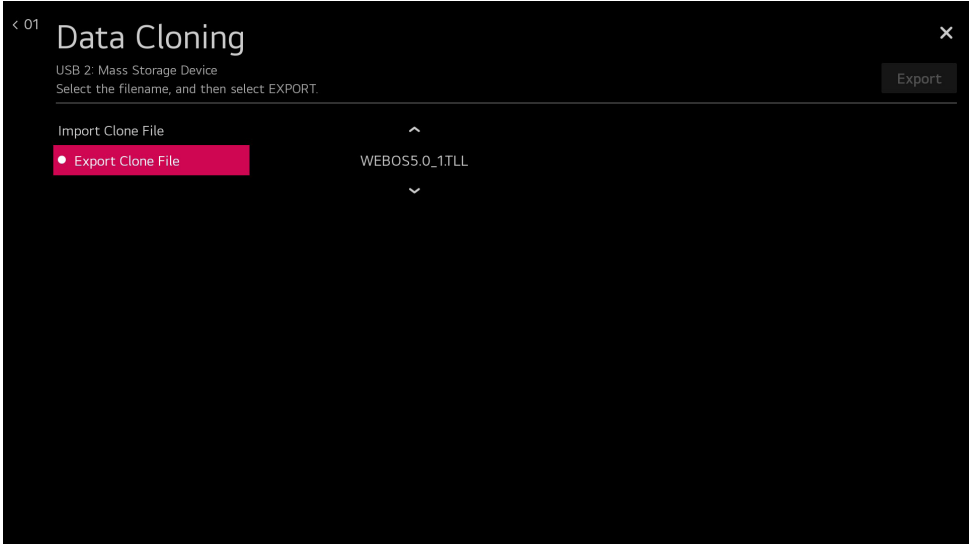 < 01
Data Cloning
USB 2: Mass Storage Device
Select the filename, and then select EXPORT.
Export
Import Clone File
Export Clone File
WEBOS5.0_1.TLL